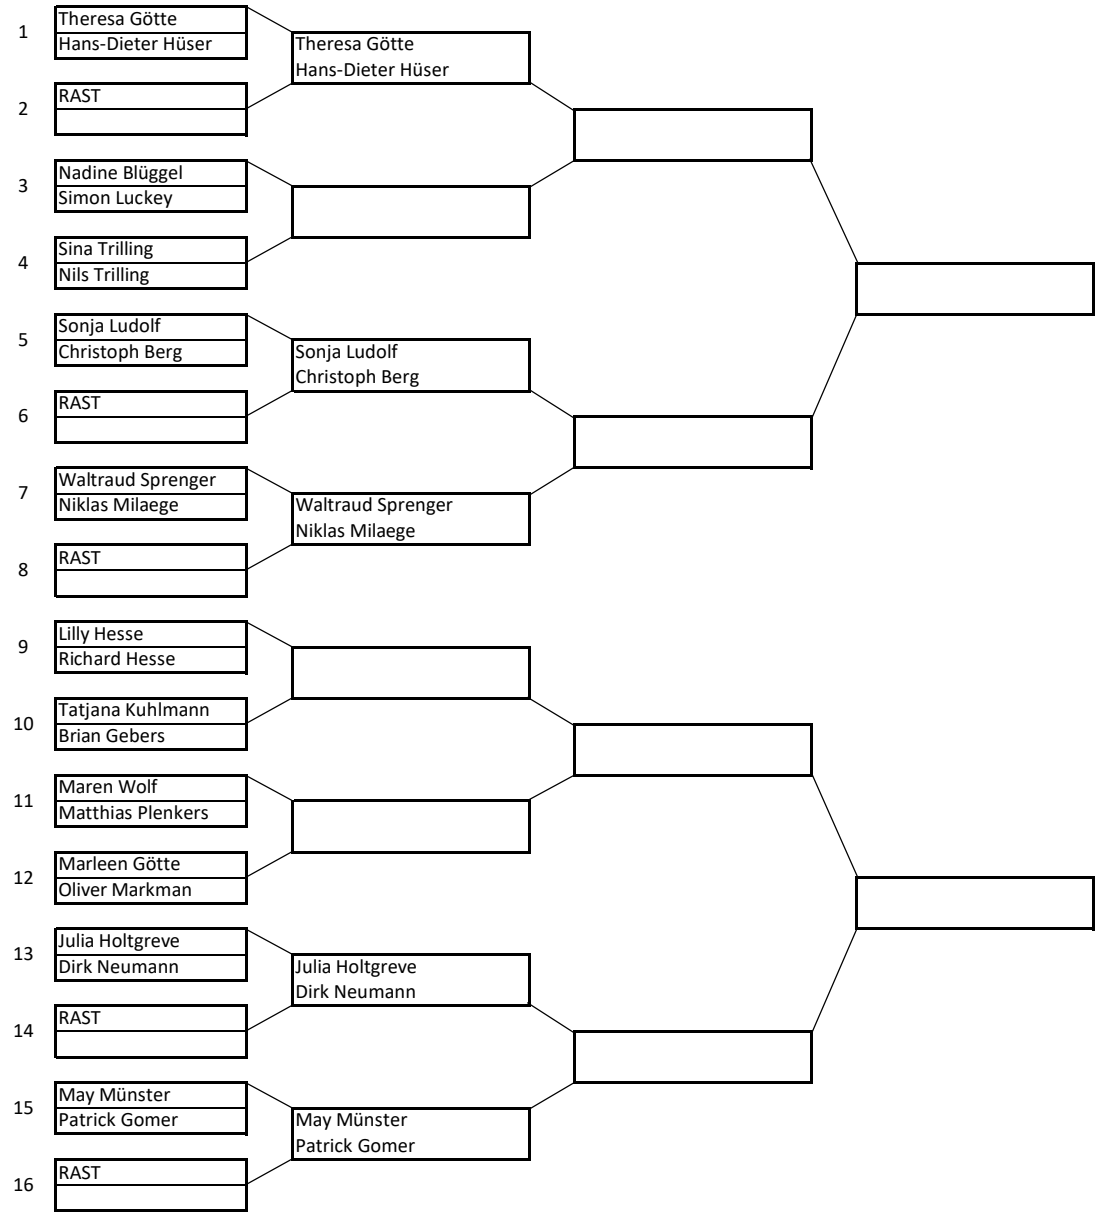 1
Theresa Götte
Hans-Dieter Hüser
Theresa Götte
Hans-Dieter Hüser
2
RAST
3
Nadine Blüggel
Simon Luckey
4
Sina Trilling
Nils Trilling
5
Sonja Ludolf
Christoph Berg
Sonja Ludolf
Christoph Berg
6
RAST
7
Waltraud Sprenger
Niklas Milaege
Waltraud Sprenger
Niklas Milaege
8
RAST
9
Lilly Hesse
Richard Hesse
10
Tatjana Kuhlmann
Brian Gebers
11
Maren Wolf
Matthias Plenkers
12
Marleen Götte
Oliver Markman
13
Julia Holtgreve
Dirk Neumann
Julia Holtgreve
Dirk Neumann
14
RAST
15
May Münster
Patrick Gomer
May Münster
Patrick Gomer
16
RAST